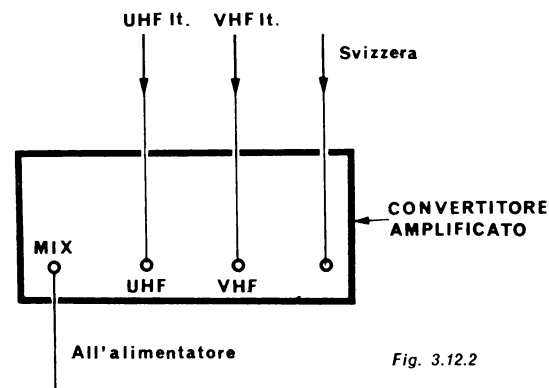 UHF It. VHF It.
Svizzera
CONVERTITORE
AMPLIFICATO
MIX
UHF VHF
All'alimentatore
Fig. 3.12.2